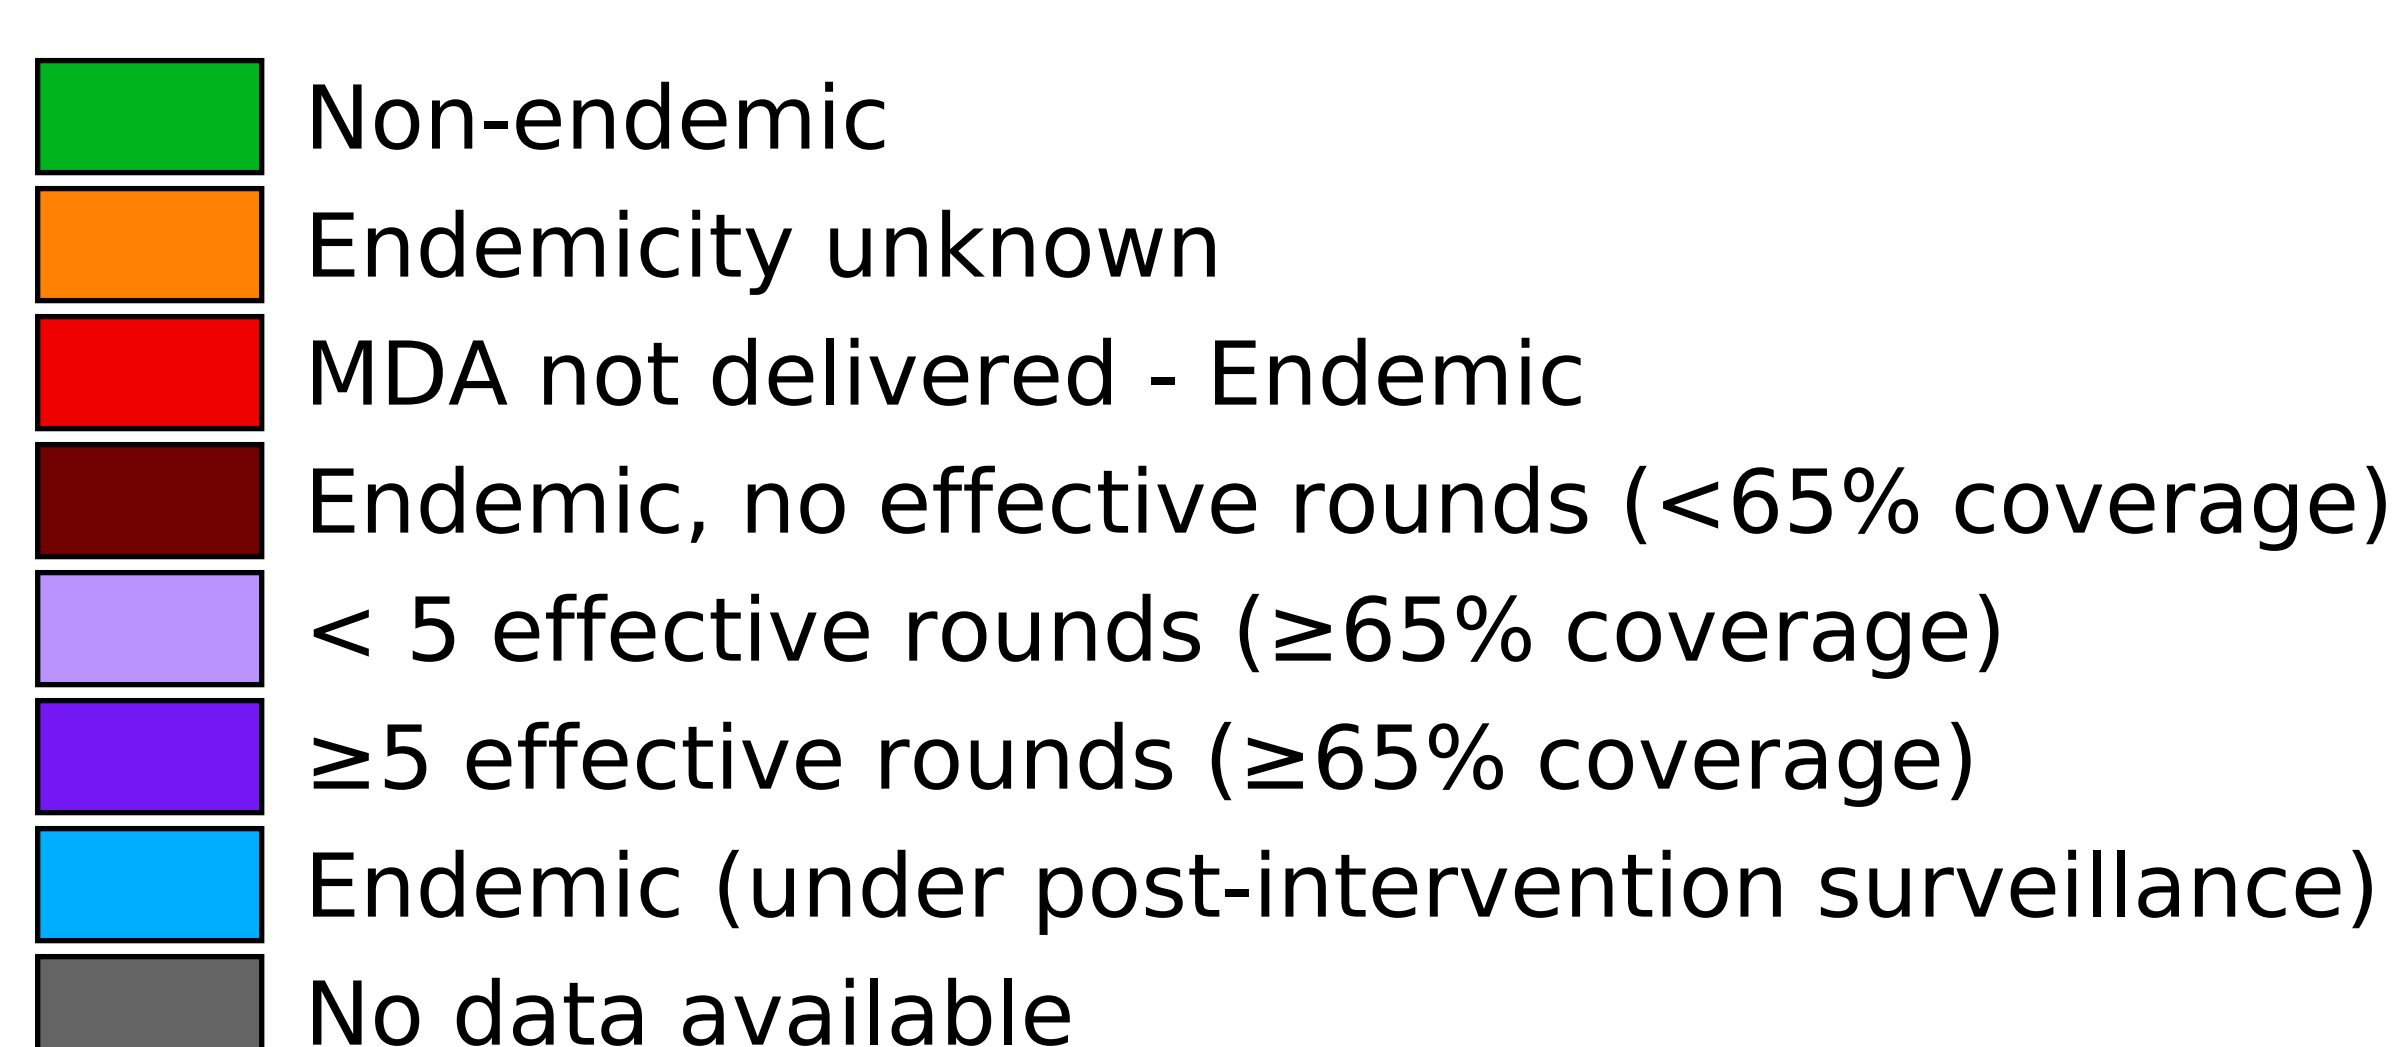 Non-endemic
Endemicity unknown
MDA not delivered - Endemic
Endemic, no effective rounds (<65% coverage)
< 5 effective rounds (≥65% coverage)
≥5 effective rounds (≥65% coverage)
Endemic (under post-intervention surveillance)
No data available